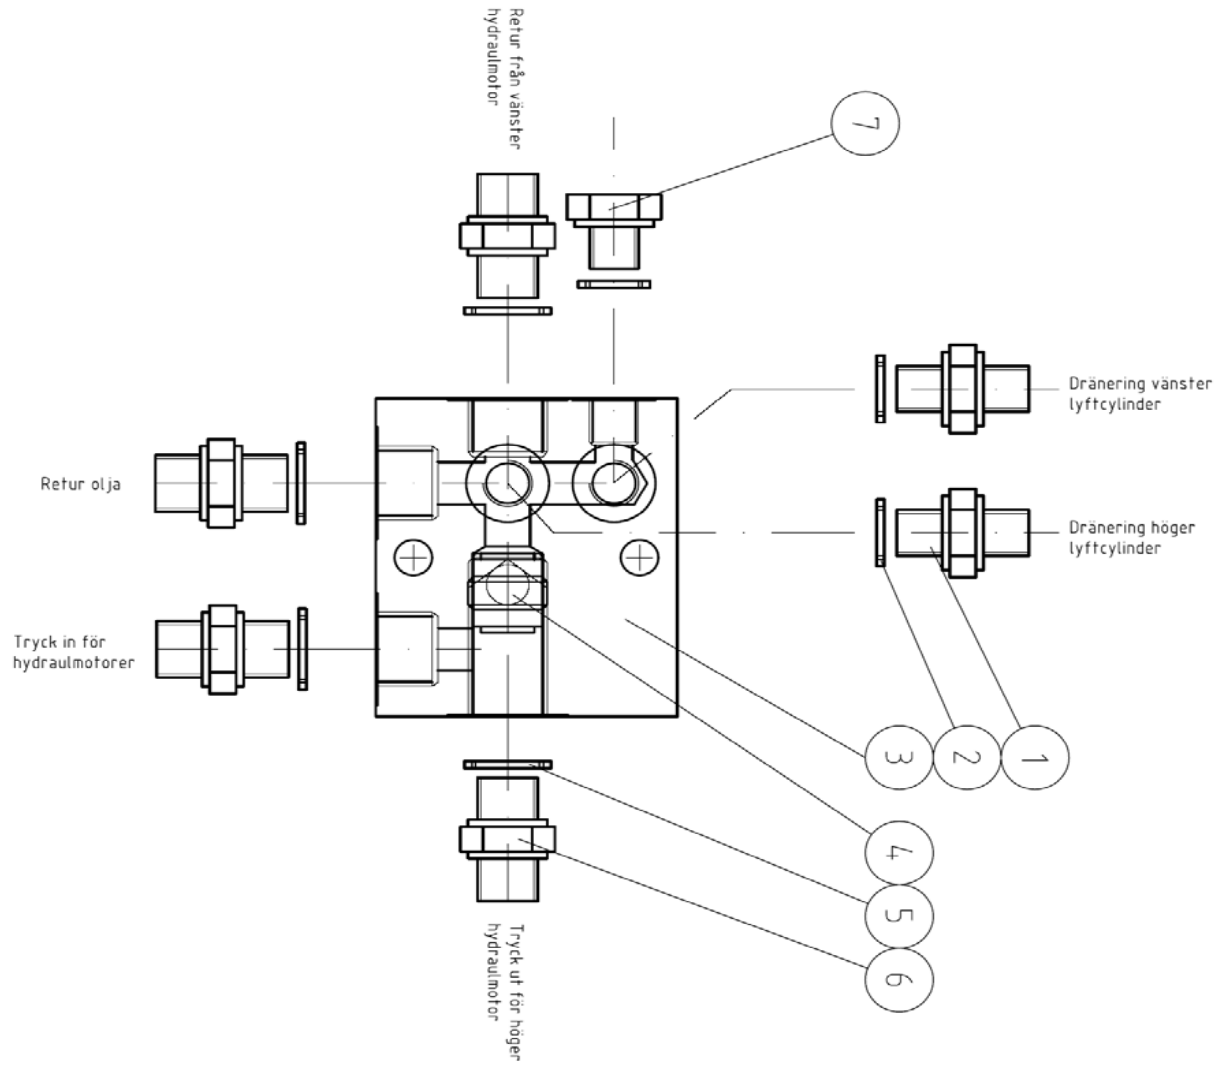 Retur från vänster
hydraulmotor
7
Dränering vänster
lyftcylinder
Retur olja
Dränering höger
lyftcylinder
Tryck in för
hydraulmotorer
3
2
1
4
5
6
Tryck ut för höger
hydraulmotor